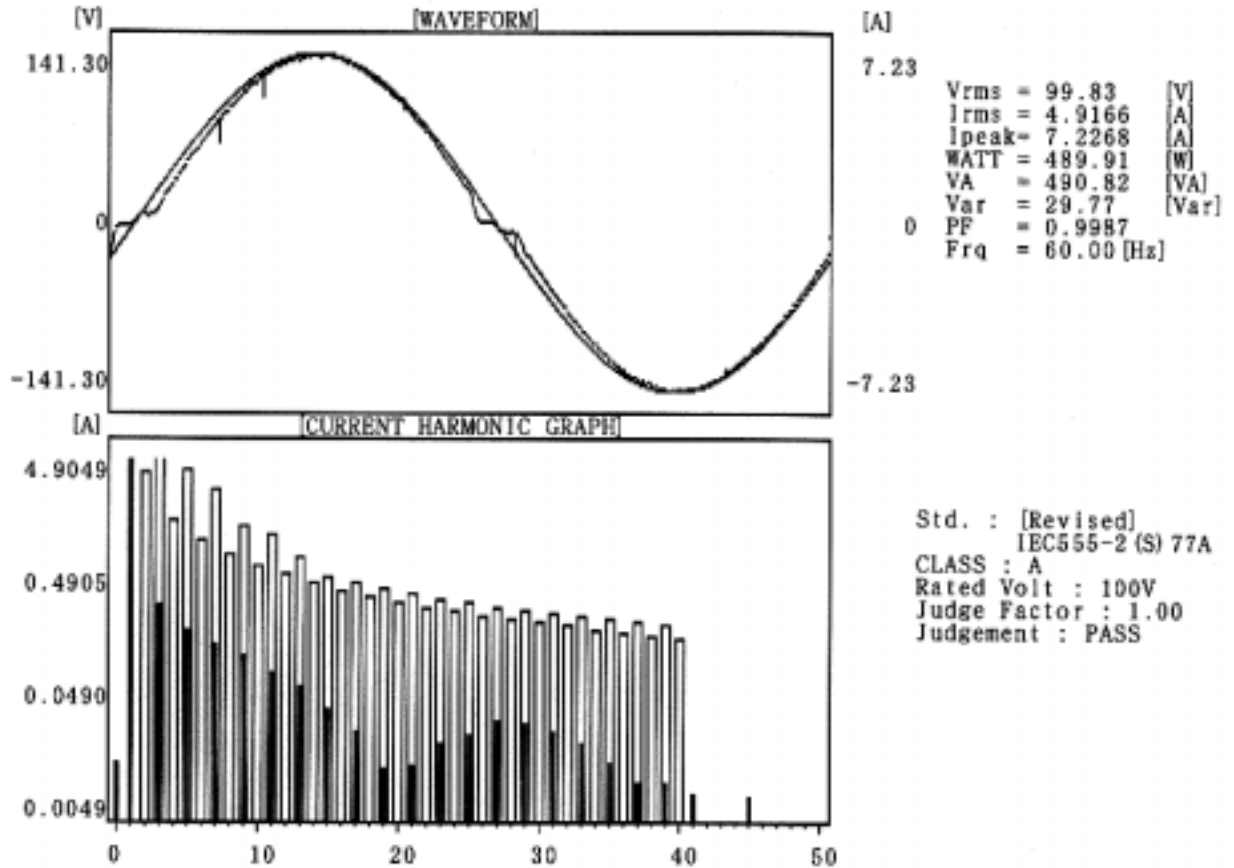 [V] [WAVEFORM] [A]
141.30
7.23
0
0
-141.30
-7.23
Vrms = 99.83 [V]
Irms = 4.9166 [A]
Ipeak= 7.2268 [A]
WATT = 489.91 [W]
VA = 490.82 [VA]
Var = 29.77 [Var]
PF = 0.9987
Frq = 60.00 [Hz]
[A] [CURRENT HARMONIC GRAPH]
4.9049
0.4905
0.0490
0.0049
0 10 20 30 40 50
Std. : [Revised]
IEC555-2(S)77A
CLASS : A
Rated Volt : 100V
Judge Factor : 1.00
Judgement : PASS